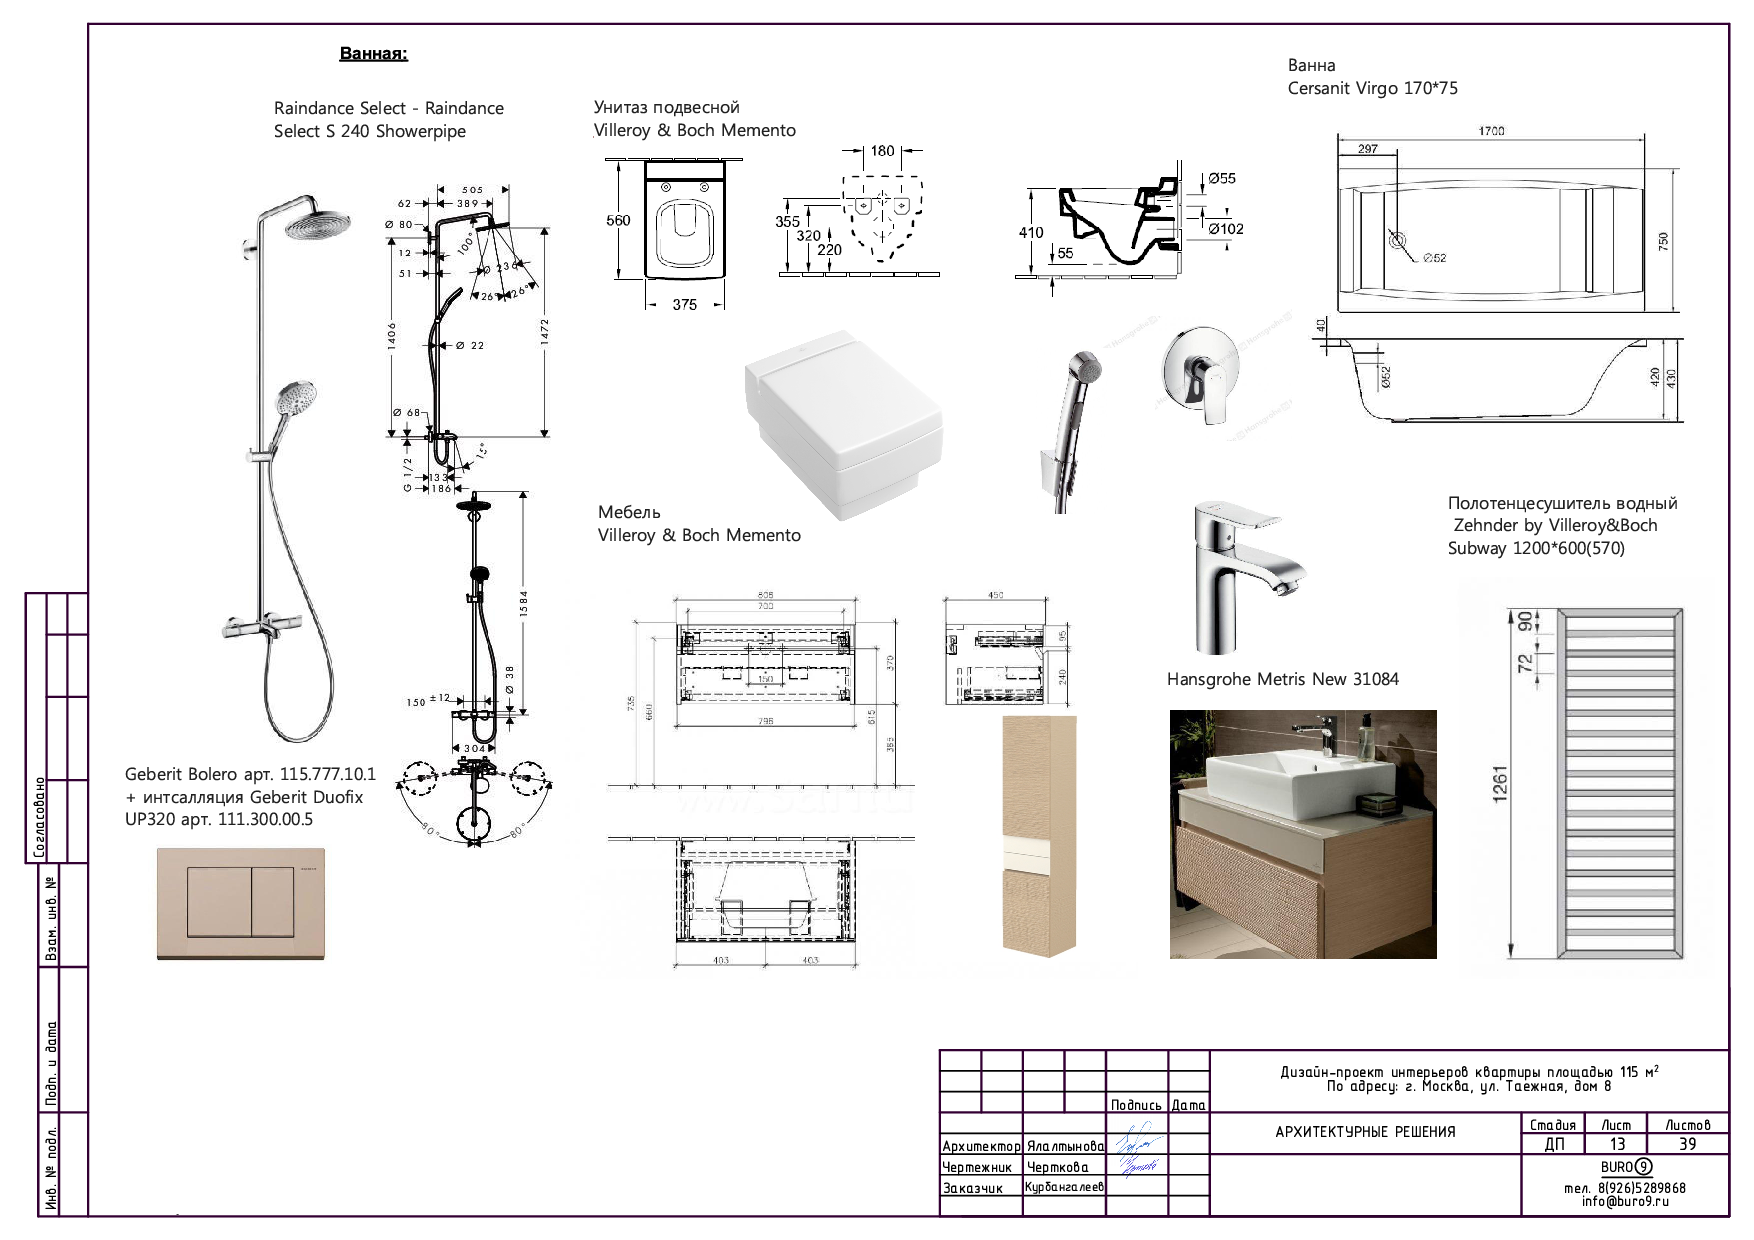 Ванная:
Raindance Select - Raindance
Select S 240 Showerpipe
505
62
389
Ø 80
100°
12
51
Ø 236
26°
26°
1406
1472
Ø 22
Ø 68
15°
G 1/2
133
186
1584
Ø 38
150 ±12
304
80°
80°
Geberit Bolero арт. 115.777.10.1
+ интсалляция Geberit Duofix
UP320 арт. 111.300.00.5
Унитаз подвесной
Villeroy & Boch Memento
560
375
180
355
320
220
410
55
Ø55
Ø102
Hansgrohe©
Hansgrohe©
Мебель
Villeroy & Boch Memento
806
700
150
735
660
370
615
355
796
450
95
240
403
403
Ванна
Cersanit Virgo 170*75
1700
297
Ø52
750
40
Ø52
420
430
Hansgrohe Metris New 31084
Полотенцесушитель водный
Zehnder by Villeroy&Boch
Subway 1200*600(570)
90
72
1261
Согласовано
Взам. инв. №
Подп. и дата
Инв. № подл.
Подпись Дата
Архитектор Ялалтынова
Чертежник Черткова
Заказчик Курбангалеев
Дизайн-проект интерьеров квартиры площадью 115 м²
По адресу: г. Москва, ул. Таежная, дом 8
АРХИТЕКТУРНЫЕ РЕШЕНИЯ
Стадия Лист Листов
ДП 13 39
BURO 9
тел. 8(926)5289868
info@buro9.ru